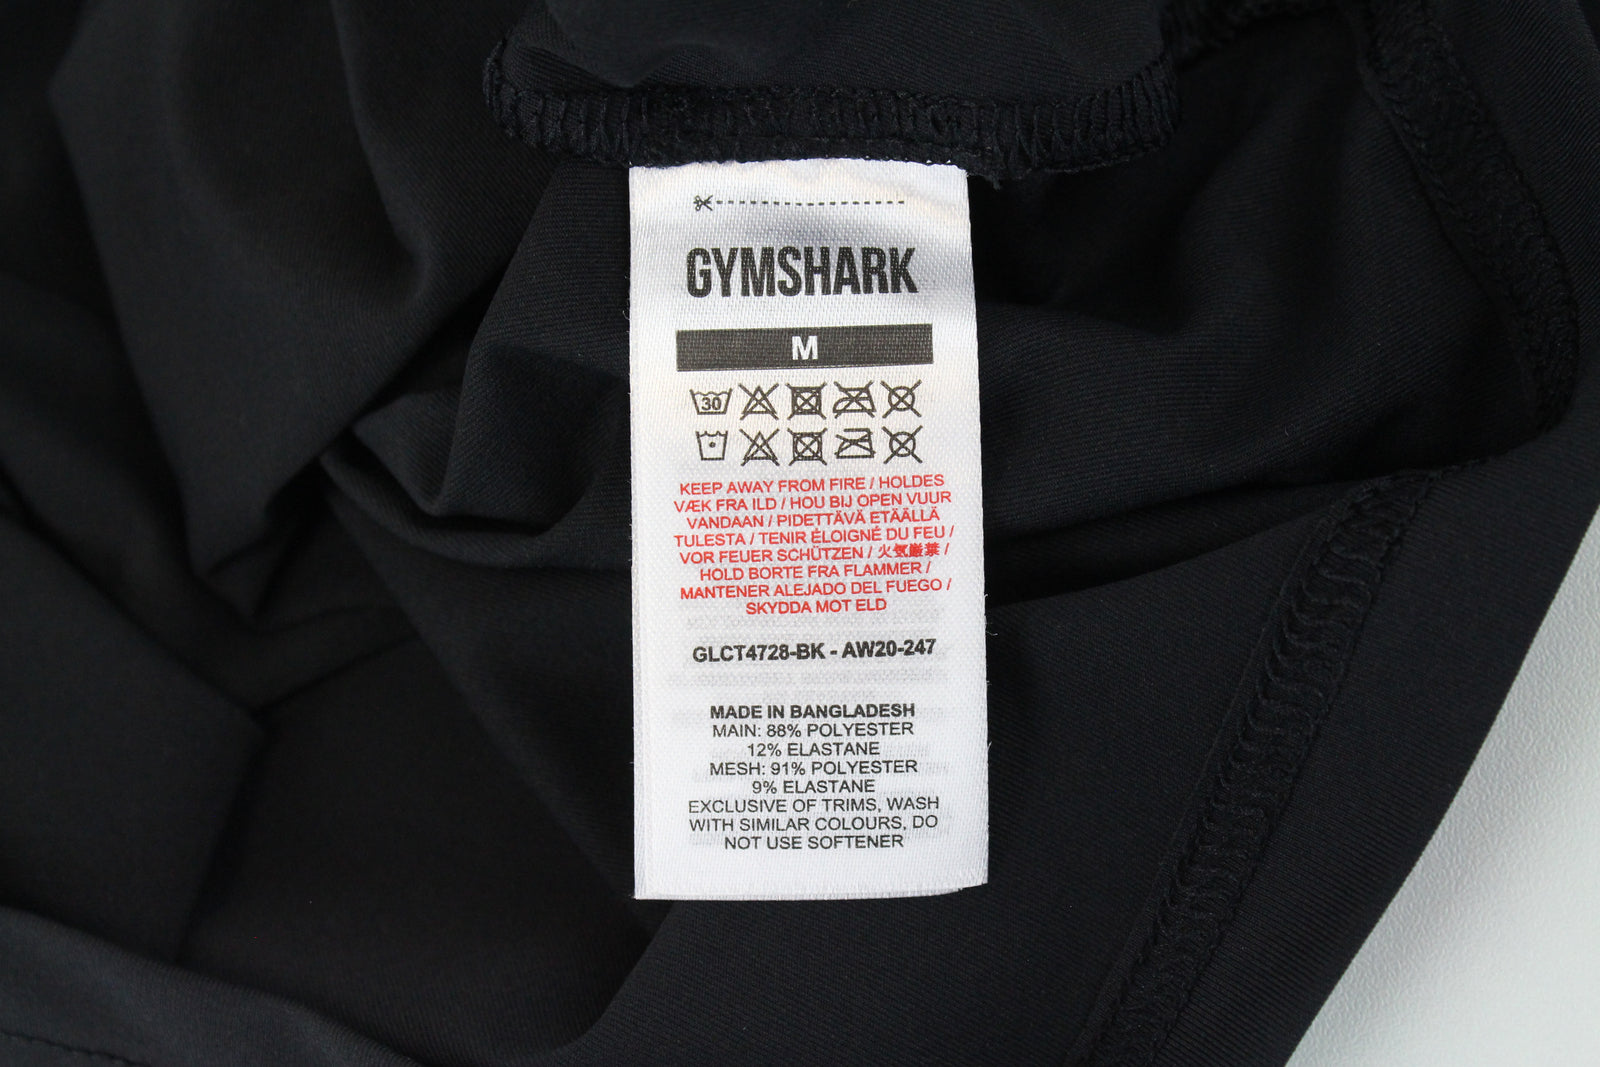 GYMSHARK
M
30
KEEP AWAY FROM FIRE / HOLDES
VÆK FRA ILD / HOU BIJ OPEN VUUR
VANDAAN / PIDETTÄVÄ ETÄÄLLÄ
TULESTA / TENIR ÉLOIGNÉ DU FEU /
VOR FEUER SCHÜTZEN / 火気厳禁 /
HOLD BORTE FRA FLAMMER /
MANTENER ALEJADO DEL FUEGO /
SKYDDA MOT ELD
GLCT4728-BK - AW20-247
MADE IN BANGLADESH
MAIN: 88% POLYESTER
12% ELASTANE
MESH: 91% POLYESTER
9% ELASTANE
EXCLUSIVE OF TRIMS, WASH
WITH SIMILAR COLOURS, DO
NOT USE SOFTENER